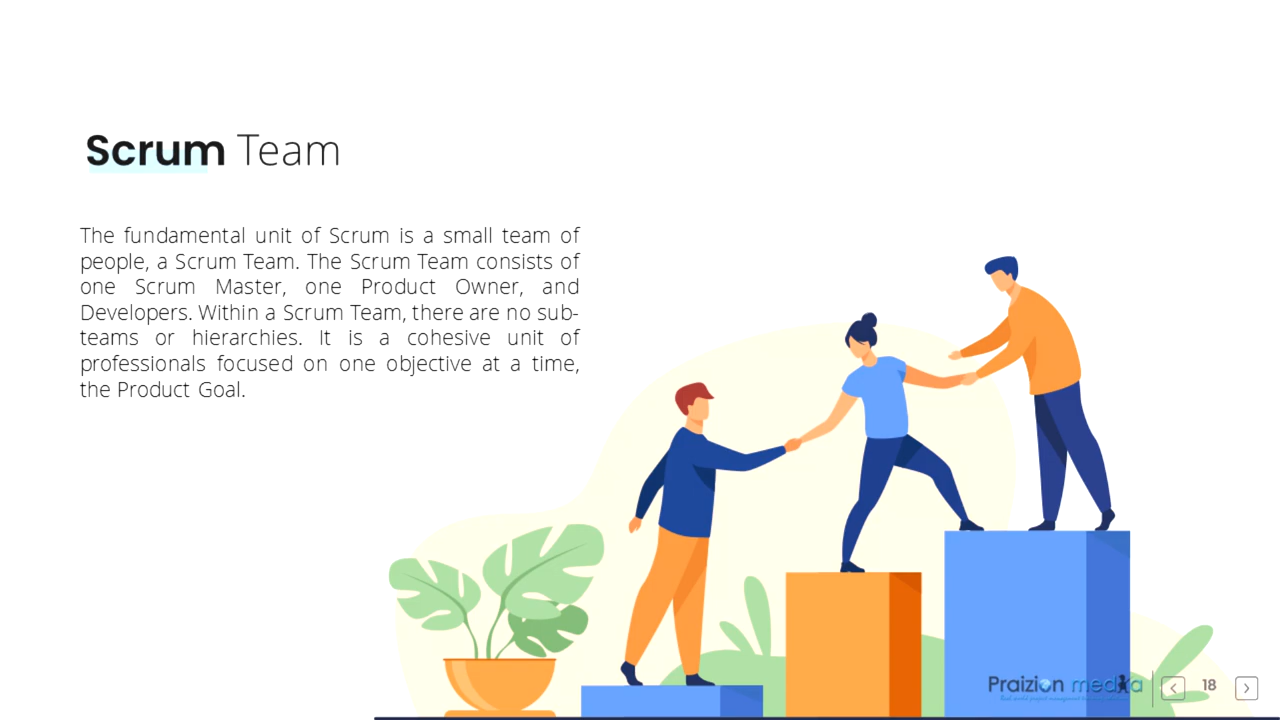 Scrum Team
The fundamental unit of Scrum is a small team of
people, a Scrum Team. The Scrum Team consists of
one Scrum Master, one Product Owner, and
Developers. Within a Scrum Team, there are no sub-
teams or hierarchies. It is a cohesive unit of
professionals focused on one objective at a time,
the Product Goal.
Praizion media
18